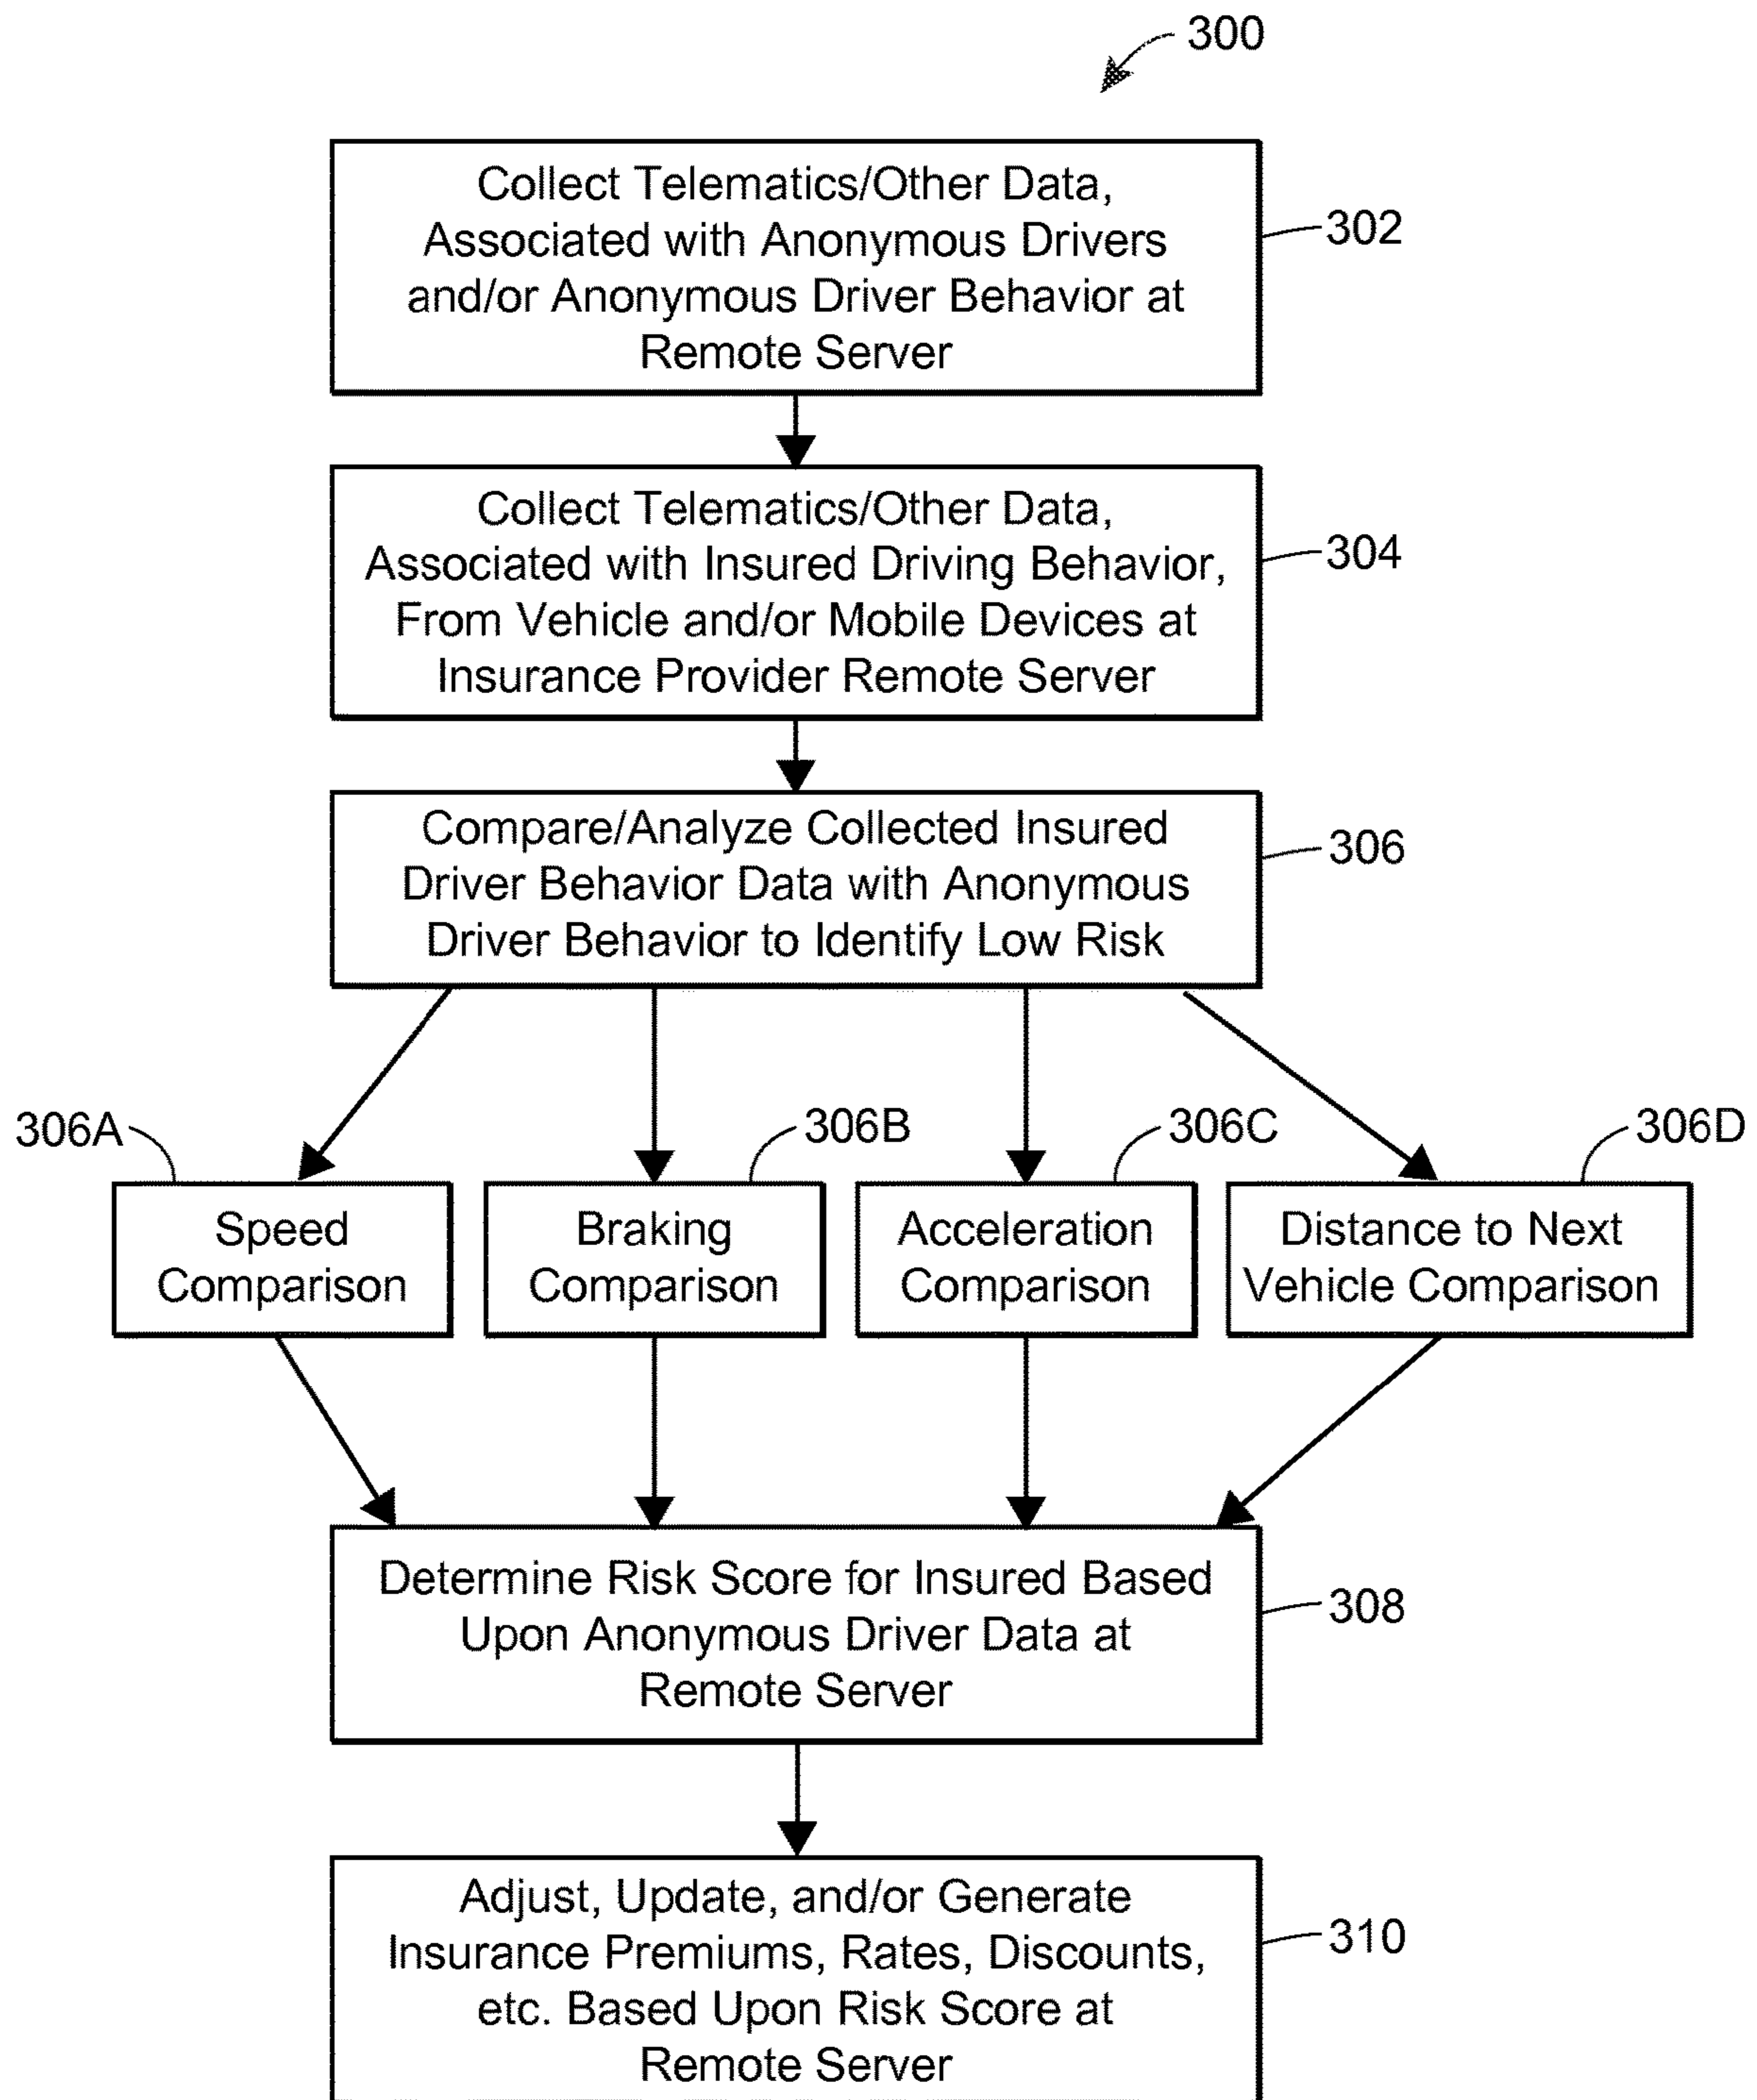 300
Collect Telematics/Other Data,
Associated with Anonymous Drivers
and/or Anonymous Driver Behavior at
Remote Server
302
Collect Telematics/Other Data,
Associated with Insured Driving Behavior,
From Vehicle and/or Mobile Devices at
Insurance Provider Remote Server
304
Compare/Analyze Collected Insured
Driver Behavior Data with Anonymous
Driver Behavior to Identify Low Risk
306
306A
Speed
Comparison
306B
Braking
Comparison
306C
Acceleration
Comparison
306D
Distance to Next
Vehicle Comparison
Determine Risk Score for Insured Based
Upon Anonymous Driver Data at
Remote Server
308
Adjust, Update, and/or Generate
Insurance Premiums, Rates, Discounts,
etc. Based Upon Risk Score at
Remote Server
310